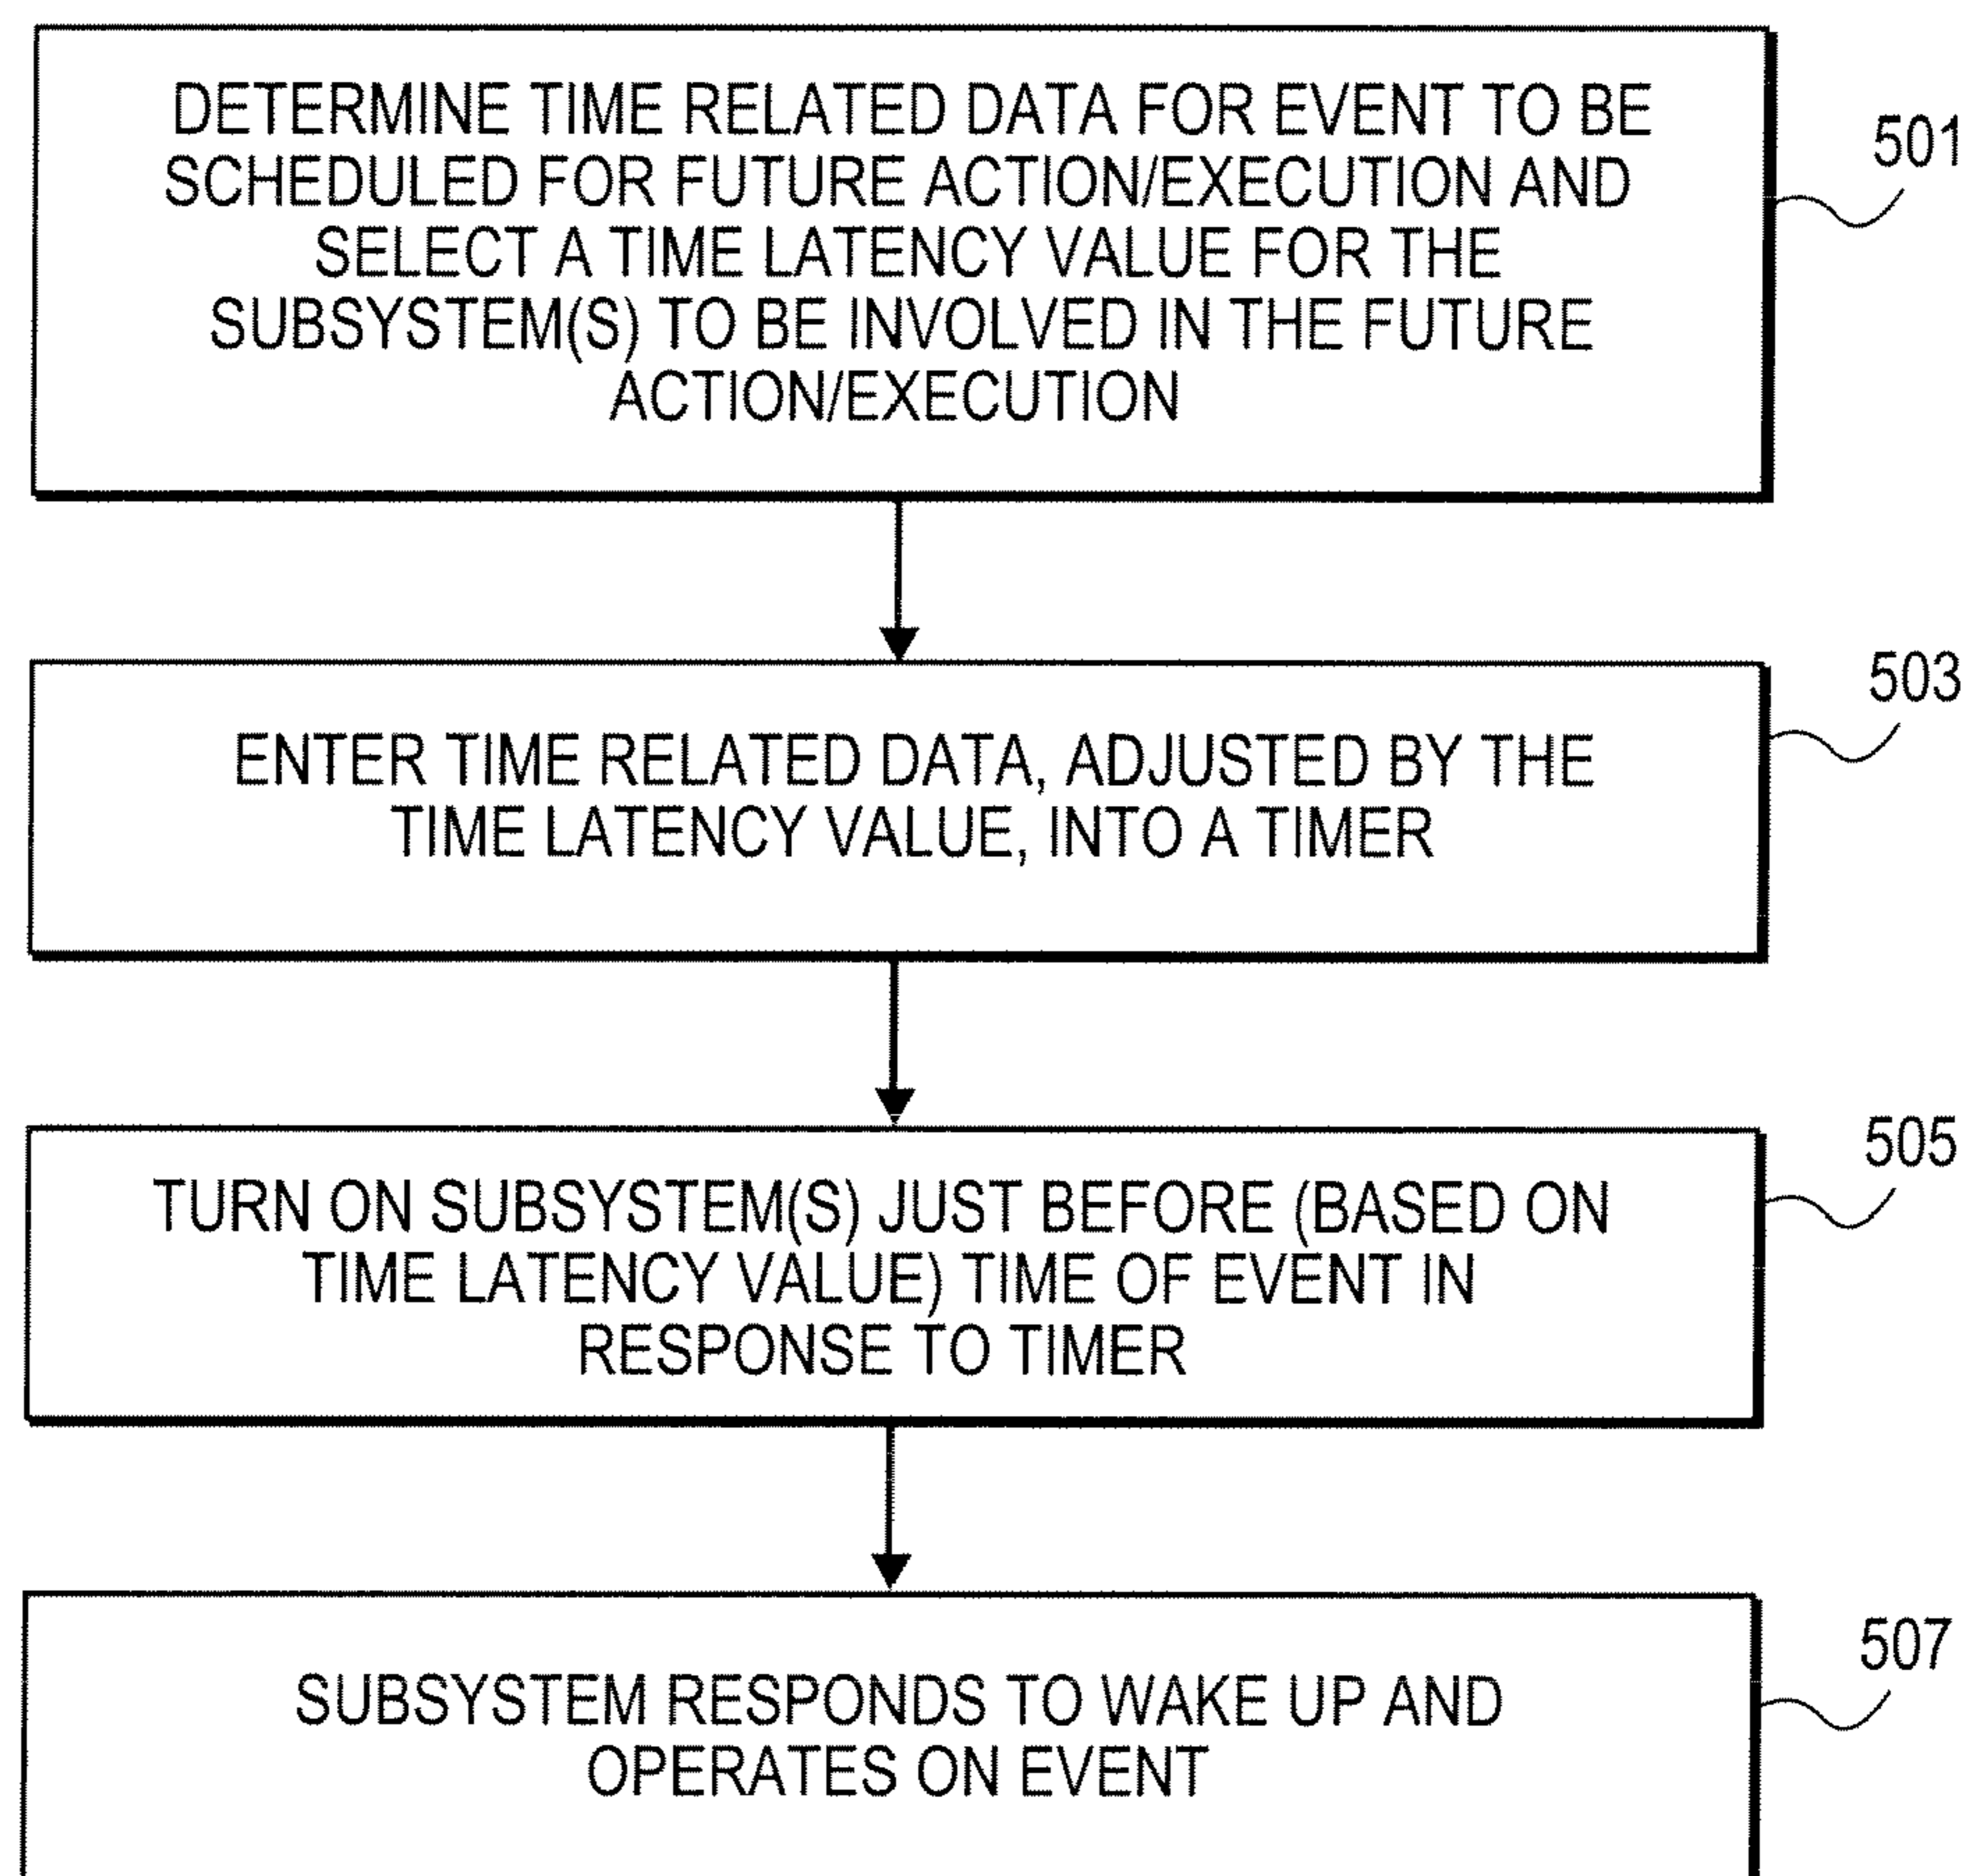 DETERMINE TIME RELATED DATA FOR EVENT TO BE
SCHEDULED FOR FUTURE ACTION/EXECUTION AND
SELECT A TIME LATENCY VALUE FOR THE
SUBSYSTEM(S) TO BE INVOLVED IN THE FUTURE
ACTION/EXECUTION
501
ENTER TIME RELATED DATA, ADJUSTED BY THE
TIME LATENCY VALUE, INTO A TIMER
503
TURN ON SUBSYSTEM(S) JUST BEFORE (BASED ON
TIME LATENCY VALUE) TIME OF EVENT IN
RESPONSE TO TIMER
505
SUBSYSTEM RESPONDS TO WAKE UP AND
OPERATES ON EVENT
507